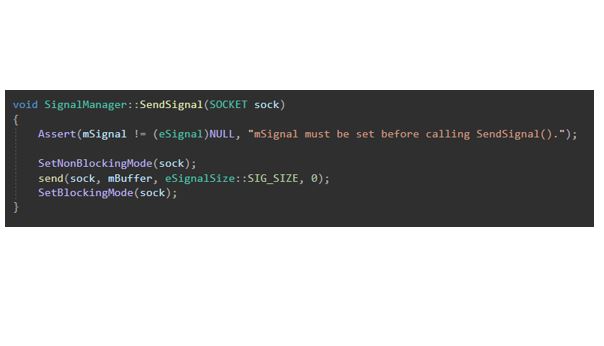 void SignalManager::SendSignal(SOCKET sock)
{
Assert(mSignal != (eSignal)NULL, "mSignal must be set before calling SendSignal().");
SetNonBlockingMode(sock);
send(sock, mBuffer, eSignalSize::SIG_SIZE, 0);
SetBlockingMode(sock);
}